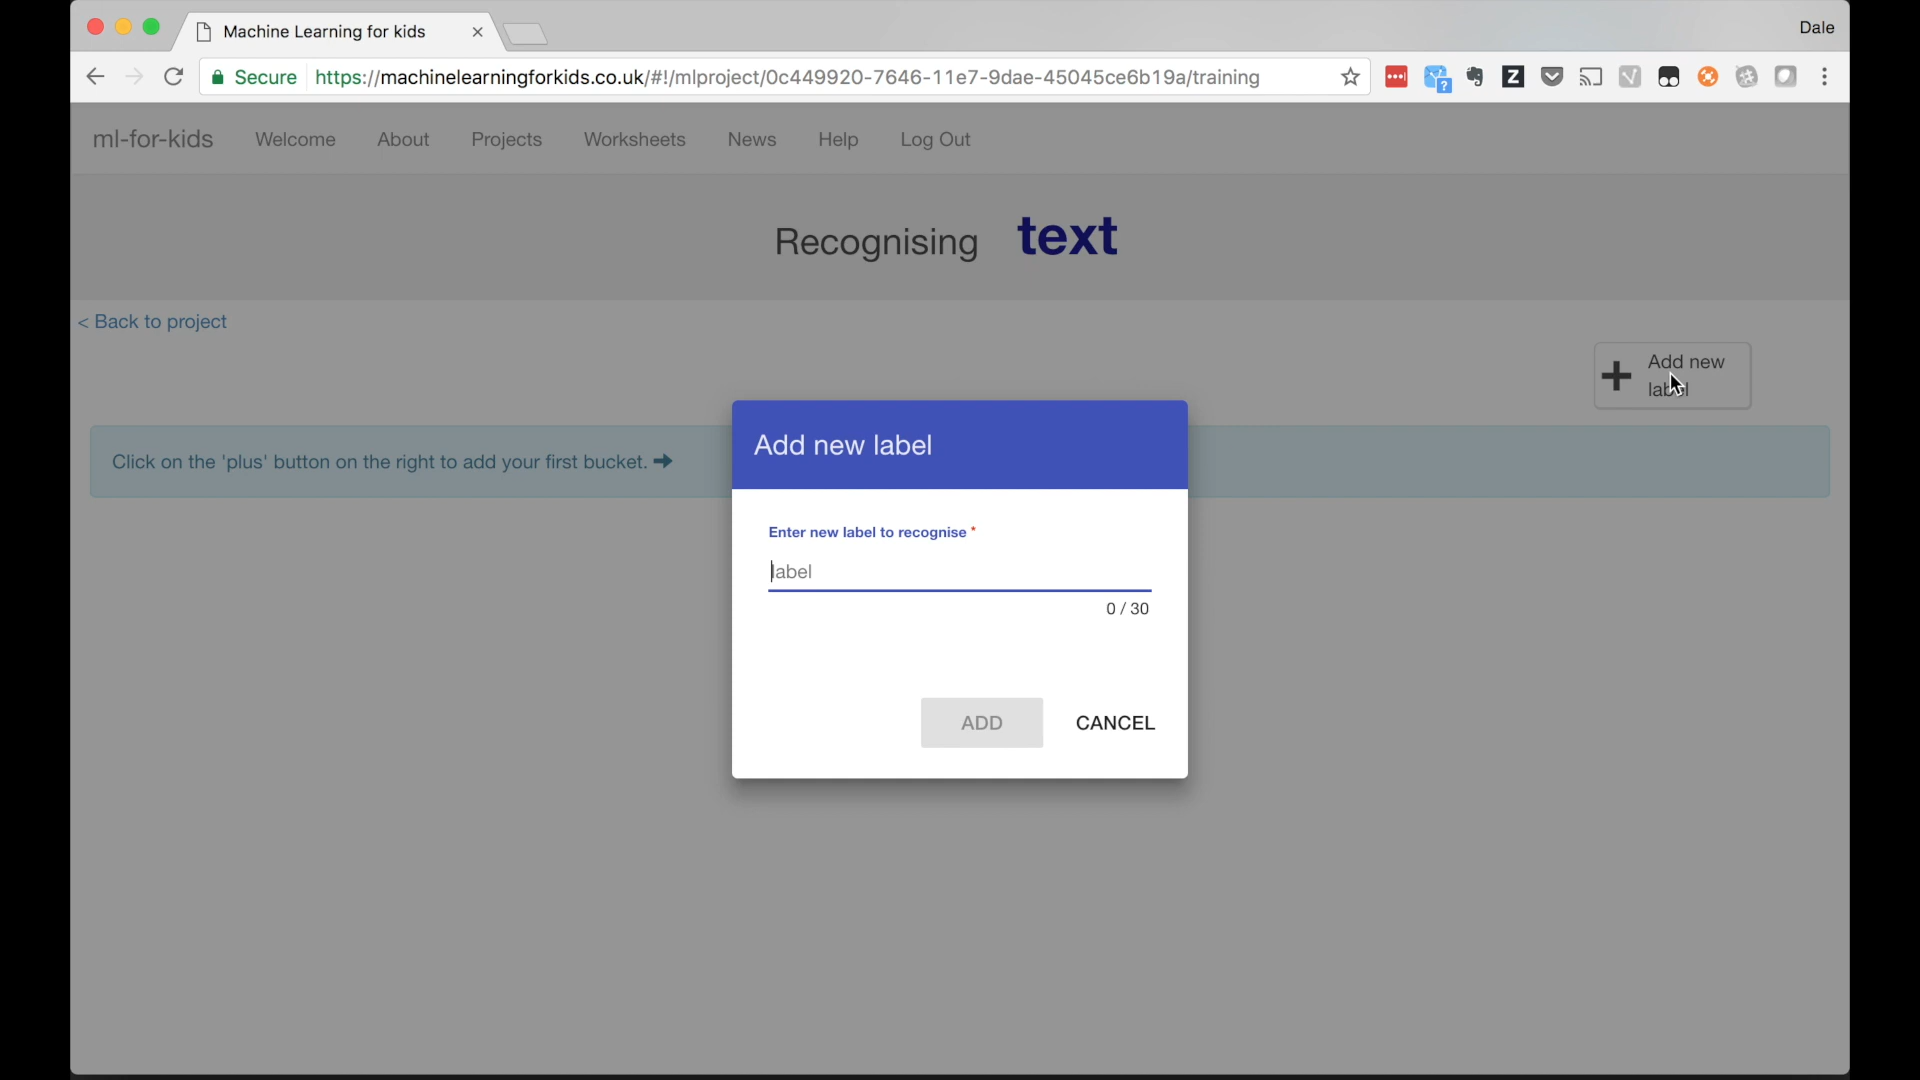 Machine Learning for kids
Dale
Secure https://machinelearningforkids.co.uk/#!/mlproject/0c449920-7646-11e7-9dae-45045ce6b19a/training
ml-for-kids Welcome About Projects Worksheets News Help Log Out
Recognising text
< Back to project
Add new
label
Click on the 'plus' button on the right to add your first bucket.
Add new label
Enter new label to recognise *
label
0 / 30
ADD CANCEL